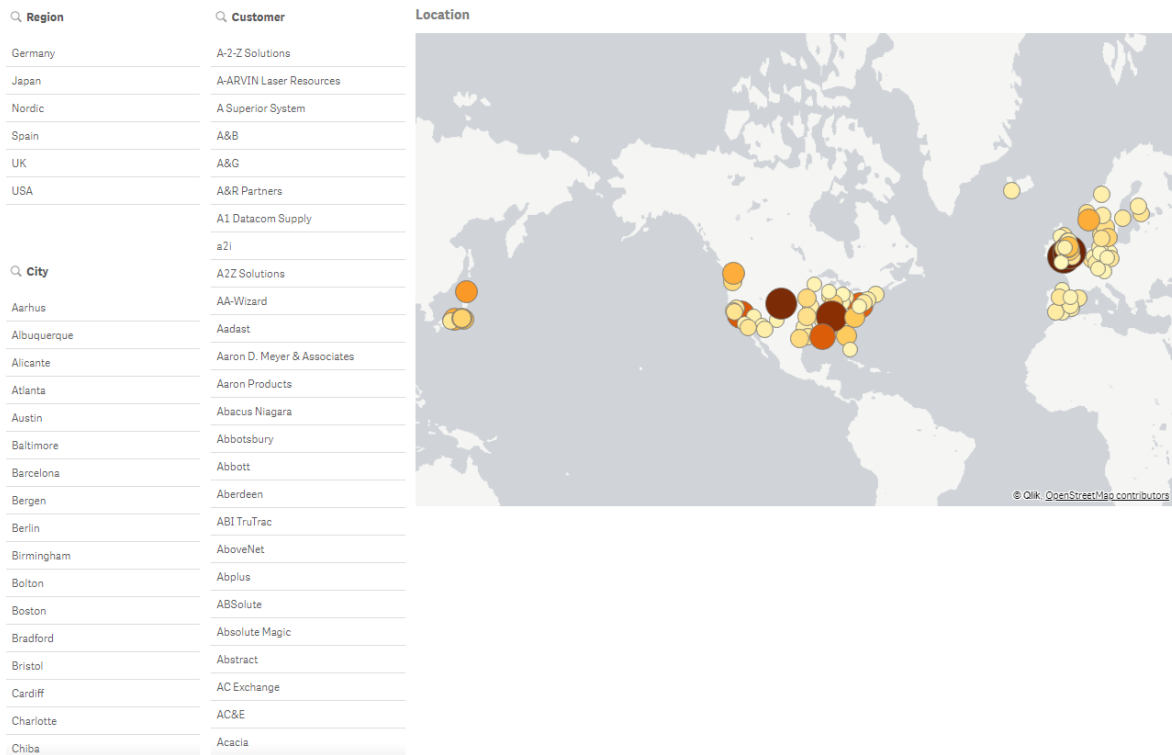 Region
Germany
Japan
Nordic
Spain
UK
USA
City
Aarhus
Albuquerque
Alicante
Atlanta
Austin
Baltimore
Barcelona
Bergen
Berlin
Birmingham
Bolton
Boston
Bradford
Bristol
Cardiff
Charlotte
Chiba
Customer
A-2-Z Solutions
A-ARVIN Laser Resources
A Superior System
A&B
A&G
A&R Partners
A1 Datacom Supply
a2i
A2Z Solutions
AA-Wizard
Aadast
Aaron D. Meyer & Associates
Aaron Products
Abacus Niagara
Abbotsbury
Abbott
Aberdeen
ABI TruTrac
AboveNet
Abplus
ABSolute
Absolute Magic
Abstract
AC Exchange
AC&E
Acacia
Location
© Qlik, OpenStreetMap contributors